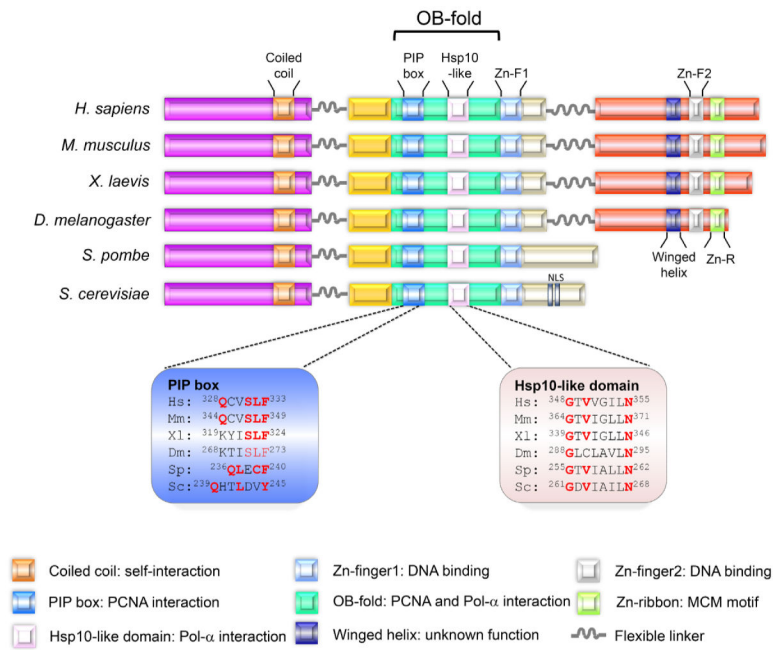 OB-fold
Coiled coil
PIP box
Hsp10 -like
Zn-F1
Zn-F2
H. sapiens
M. musculus
X. laevis
D. melanogaster
S. pombe
Winged helix
Zn-R
S. cerevisiae
NLS
PIP box
Hs: 328QCVSLF333
Mm: 344QCVSLF349
Xl: 319KYISLF324
Dm: 268KTISLF273
Sp: 236QLECF240
Sc: 239QHTLDVY245
Hsp10-like domain
Hs: 348GTVVGILN355
Mm: 364GTVIGLLN371
Xl: 339GTVIGLLN346
Dm: 288GLCLAVLN295
Sp: 255GTVIALLN262
Sc: 261GDVIAILN268
Coiled coil: self-interaction
PIP box: PCNA interaction
Hsp10-like domain: Pol-α interaction
Zn-finger1: DNA binding
OB-fold: PCNA and Pol-α interaction
Winged helix: unknown function
Zn-finger2: DNA binding
Zn-ribbon: MCM motif
Flexible linker